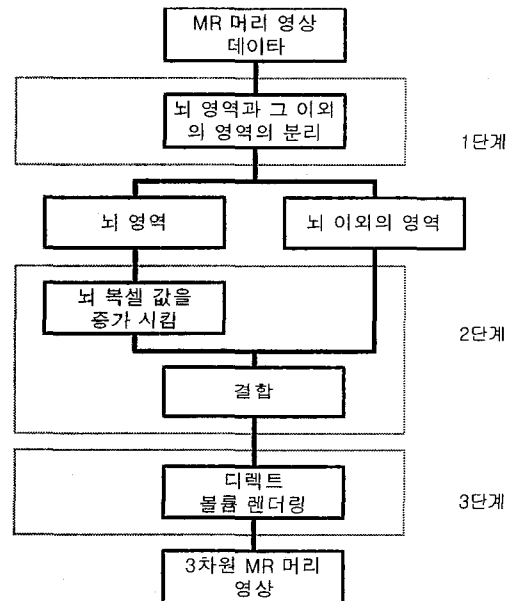 MR 머리 영상
데이타
뇌 영역과 그 이외
의 영역의 분리
1단계
뇌 영역
뇌 이외의 영역
뇌 복셀 값을
증가 시킴
2단계
결합
디렉트
볼륨 렌더링
3단계
3차원 MR 머리
영상